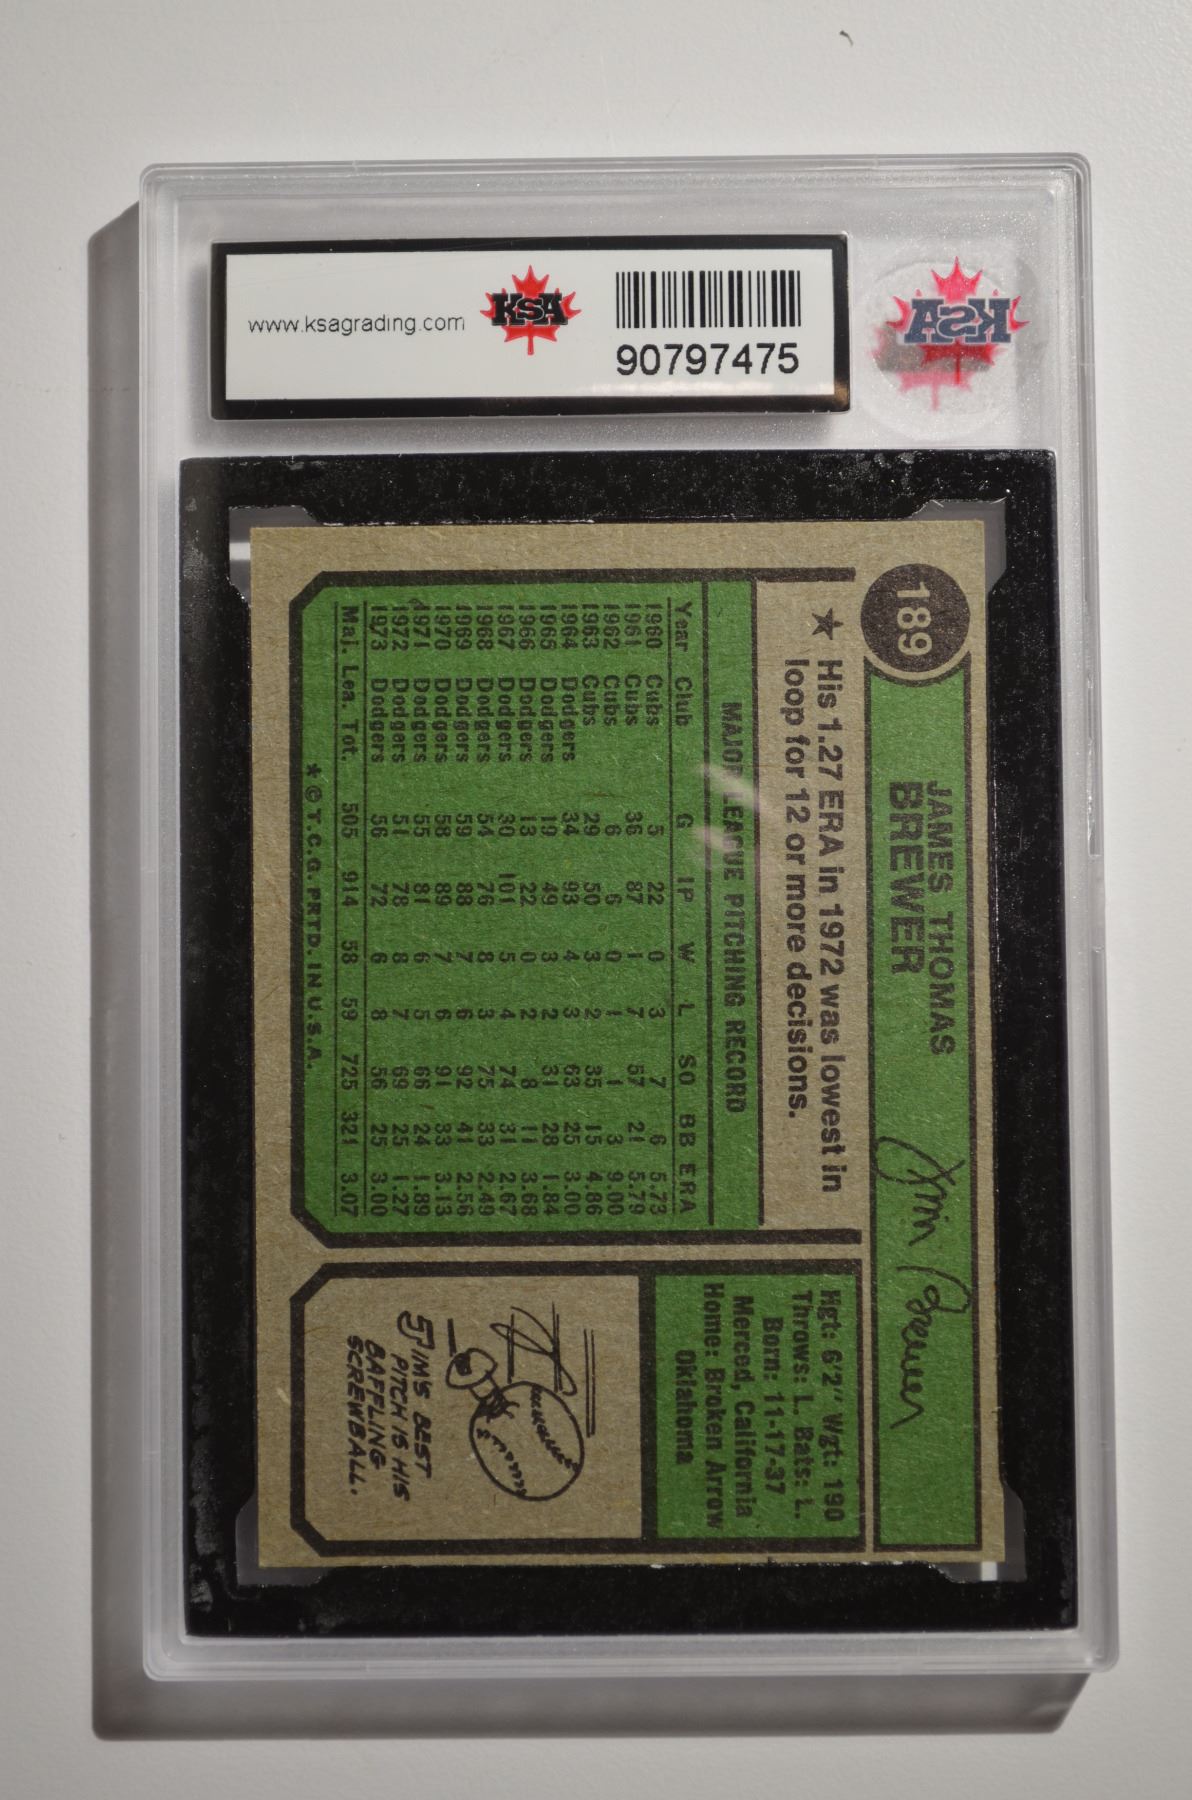 www.ksagrading.com
KSA
90797475
KSA
189
JAMES THOMAS
BREWER
Jim Brewer
★ His 1.27 ERA in 1972 was lowest in
loop for 12 or more decisions.
MAJOR LEAGUE PITCHING RECORD
Year Club G IP W L SO BB ERA
1960 Cubs 5 22 0 3 7 6 5.73
1961 Cubs 36 87 1 7 57 21 5.79
1962 Cubs 6 6 0 1 1 3 9.00
1963 Cubs 29 50 3 2 35 15 4.86
1964 Dodgers 34 93 4 3 63 25 3.00
1965 Dodgers 19 49 3 2 31 28 1.84
1966 Dodgers 13 22 0 2 8 11 3.68
1967 Dodgers 30 101 5 4 74 31 2.67
1968 Dodgers 54 76 8 3 75 33 2.49
1969 Dodgers 59 88 7 6 92 41 2.56
1970 Dodgers 58 89 7 6 91 33 3.13
1971 Dodgers 55 81 6 5 66 24 1.89
1972 Dodgers 51 78 8 7 69 25 1.27
1973 Dodgers 56 72 6 8 56 25 3.00
Maj. Lea. Tot. 505 914 58 59 725 321 3.07
★ © T.C.G. PRTD. IN U.S.A.
Hgt: 6'2" Wgt: 190
Throws: L. Bats: L.
Born: 11-17-37
Merced, California
Home: Broken Arrow
Oklahoma
JIM'S BEST
PITCH IS HIS
BAFFLING
SCREWBALL.